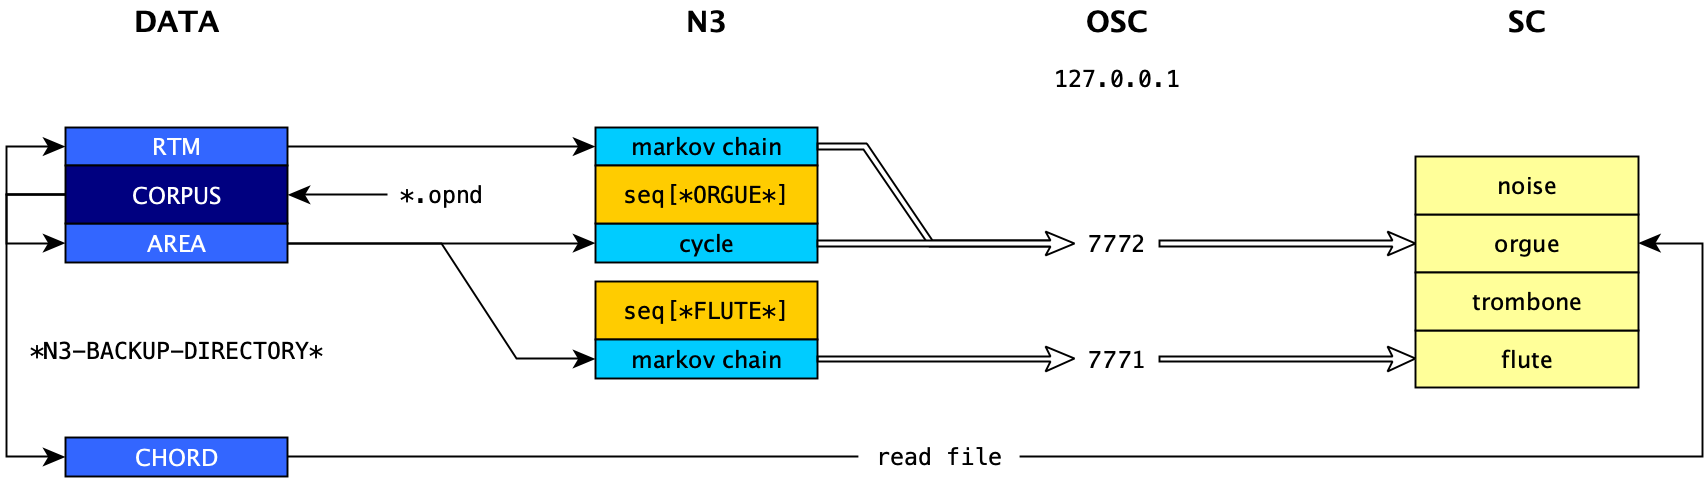 DATA N3 OSC SC
127.0.0.1
RTM markov chain
noise
CORPUS *.opnd seq[*ORGUE*]
AREA cycle 7772 orgue
seq[*FLUTE*] trombone
*N3-BACKUP-DIRECTORY* markov chain 7771 flute
CHORD read file